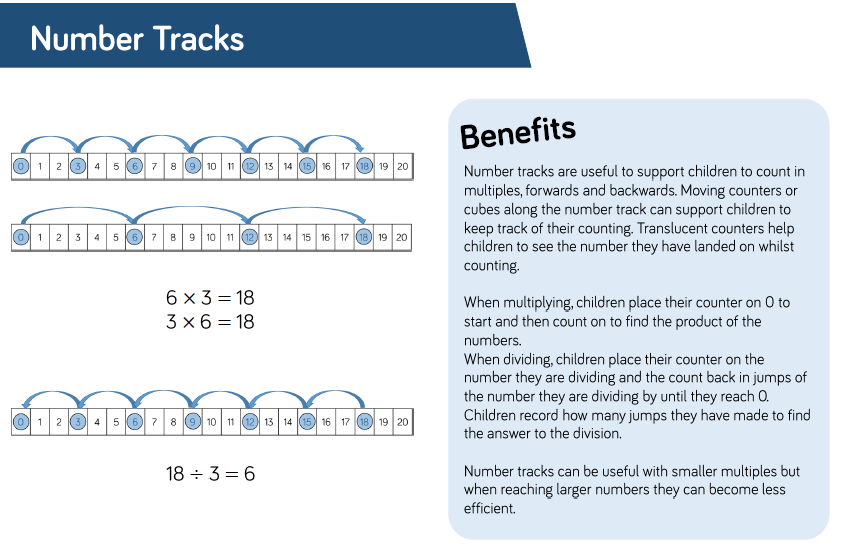 Number Tracks
0 1 2 3 4 5 6 7 8 9 10 11 12 13 14 15 16 17 18 19 20
0 1 2 3 4 5 6 7 8 9 10 11 12 13 14 15 16 17 18 19 20
6 × 3 = 18
3 × 6 = 18
0 1 2 3 4 5 6 7 8 9 10 11 12 13 14 15 16 17 18 19 20
18 ÷ 3 = 6
Benefits
Number tracks are useful to support children to count in
multiples, forwards and backwards. Moving counters or
cubes along the number track can support children to
keep track of their counting. Translucent counters help
children to see the number they have landed on whilst
counting.
When multiplying, children place their counter on 0 to
start and then count on to find the product of the
numbers.
When dividing, children place their counter on the
number they are dividing and the count back in jumps of
the number they are dividing by until they reach 0.
Children record how many jumps they have made to find
the answer to the division.
Number tracks can be useful with smaller multiples but
when reaching larger numbers they can become less
efficient.